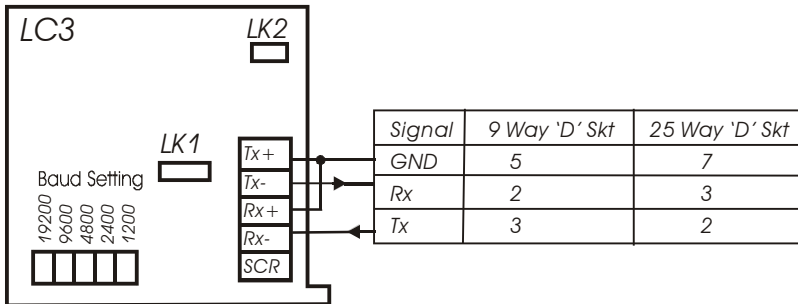 LC3
LK2
LK1
Baud Setting
19200
9600
4800
2400
1200
Tx+
Tx-
Rx+
Rx-
SCR
Signal 9 Way ‘D’ Skt 25 Way ‘D’ Skt
GND 5 7
Rx 2 3
Tx 3 2